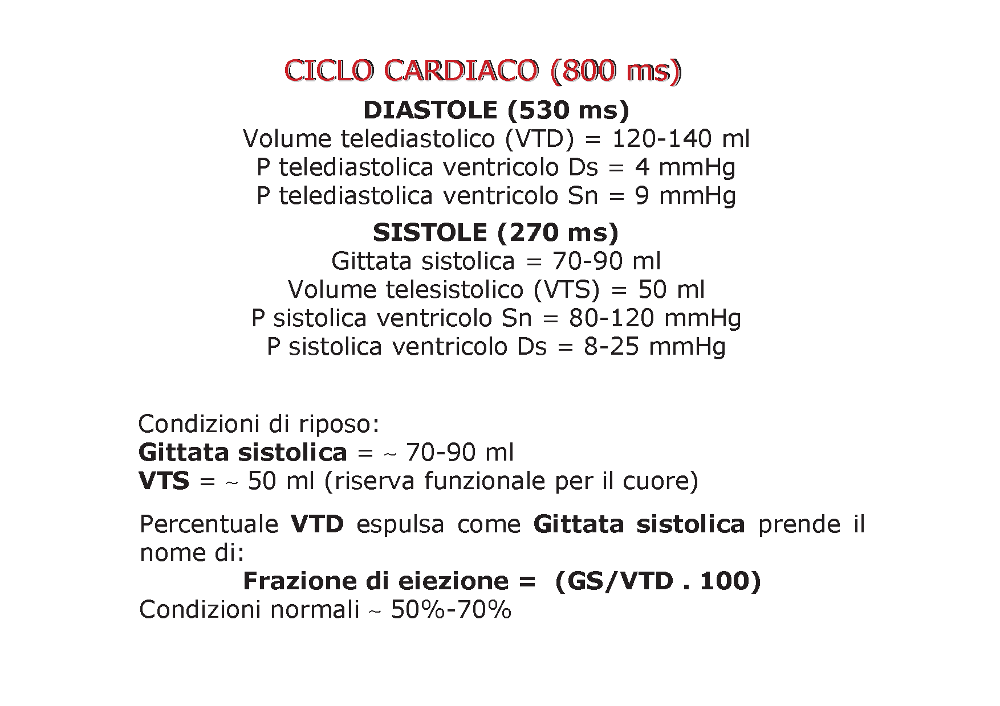 CICLO CARDIACO (800 ms)
DIASTOLE (530 ms)
Volume telediastolico (VTD) = 120-140 ml
P telediastolica ventricolo Ds = 4 mmHg
P telediastolica ventricolo Sn = 9 mmHg
SISTOLE (270 ms)
Gittata sistolica = 70-90 ml
Volume telesistolico (VTS) = 50 ml
P sistolica ventricolo Sn = 80-120 mmHg
P sistolica ventricolo Ds = 8-25 mmHg
Condizioni di riposo:
Gittata sistolica = ~ 70-90 ml
VTS = ~ 50 ml (riserva funzionale per il cuore)
Percentuale VTD espulsa come Gittata sistolica prende il
nome di:
Frazione di eiezione = (GS/VTD . 100)
Condizioni normali ~ 50%-70%